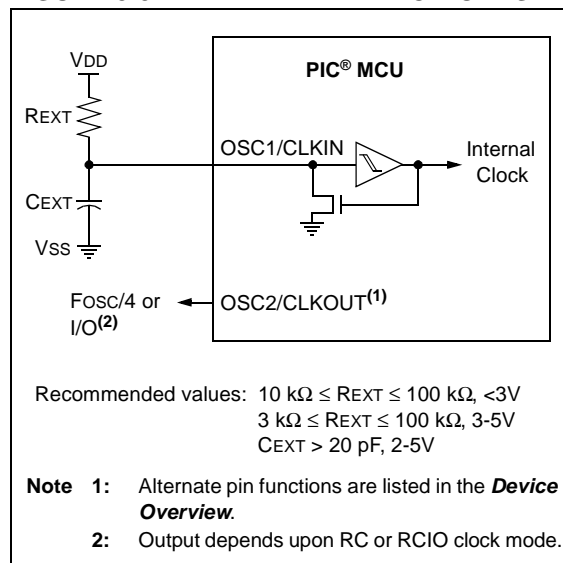 VDD
PIC® MCU
REXT
OSC1/CLKIN
Internal
Clock
CEXT
VSS
FOSC/4 or
I/O(2)
OSC2/CLKOUT(1)
Recommended values: 10 kΩ ≤ REXT ≤ 100 kΩ, <3V
3 kΩ ≤ REXT ≤ 100 kΩ, 3-5V
CEXT > 20 pF, 2-5V
Note 1: Alternate pin functions are listed in the Device
Overview.
2: Output depends upon RC or RCIO clock mode.